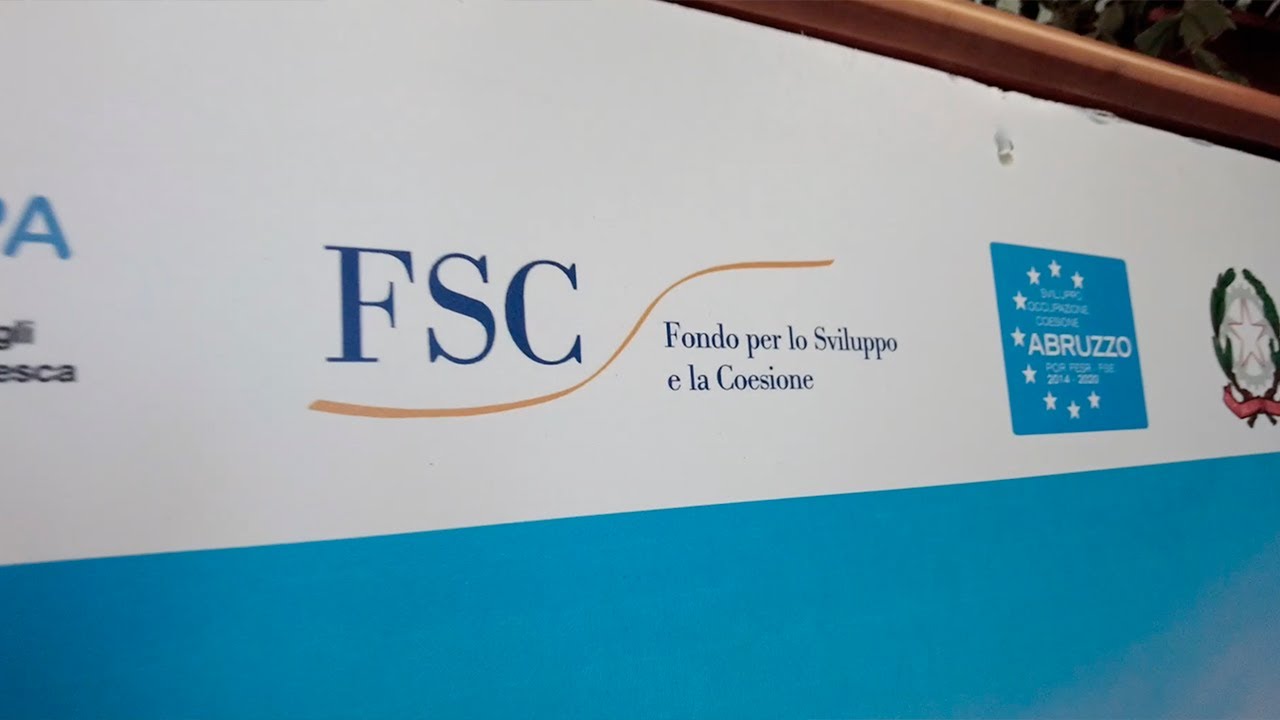 PA
gli
esca
FSC
Fondo per lo Sviluppo
e la Coesione
SVILUPPO
OCCUPAZIONE
COESIONE
ABRUZZO
POR FESR - FSE
2014 - 2020